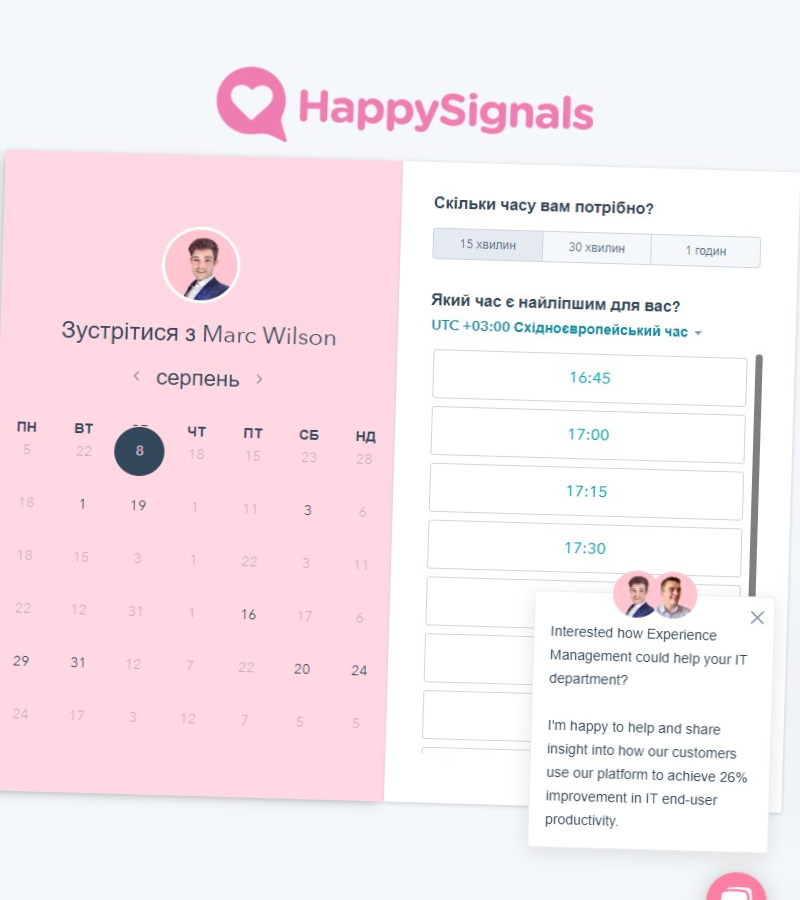 HappySignals
Зустрітися з Marc Wilson
серпень
ПН ВТ ЧТ ПТ СБ НД
5 22 8 18 15 23 28
18 1 19 1 11 3 6
18 15 3 1 22 3 11
22 12 31 1 16 17 6
29 31 12 7 22 20 24
24 17 3 12 7 5 5
Скільки часу вам потрібно?
15 хвилин 30 хвилин 1 годин
Який час є найліпшим для вас?
UTC +03:00 Східноєвропейський час
16:45
17:00
17:15
17:30
Interested how Experience
Management could help your IT
department?
I'm happy to help and share
insight into how our customers
use our platform to achieve 26%
improvement in IT end-user
productivity.